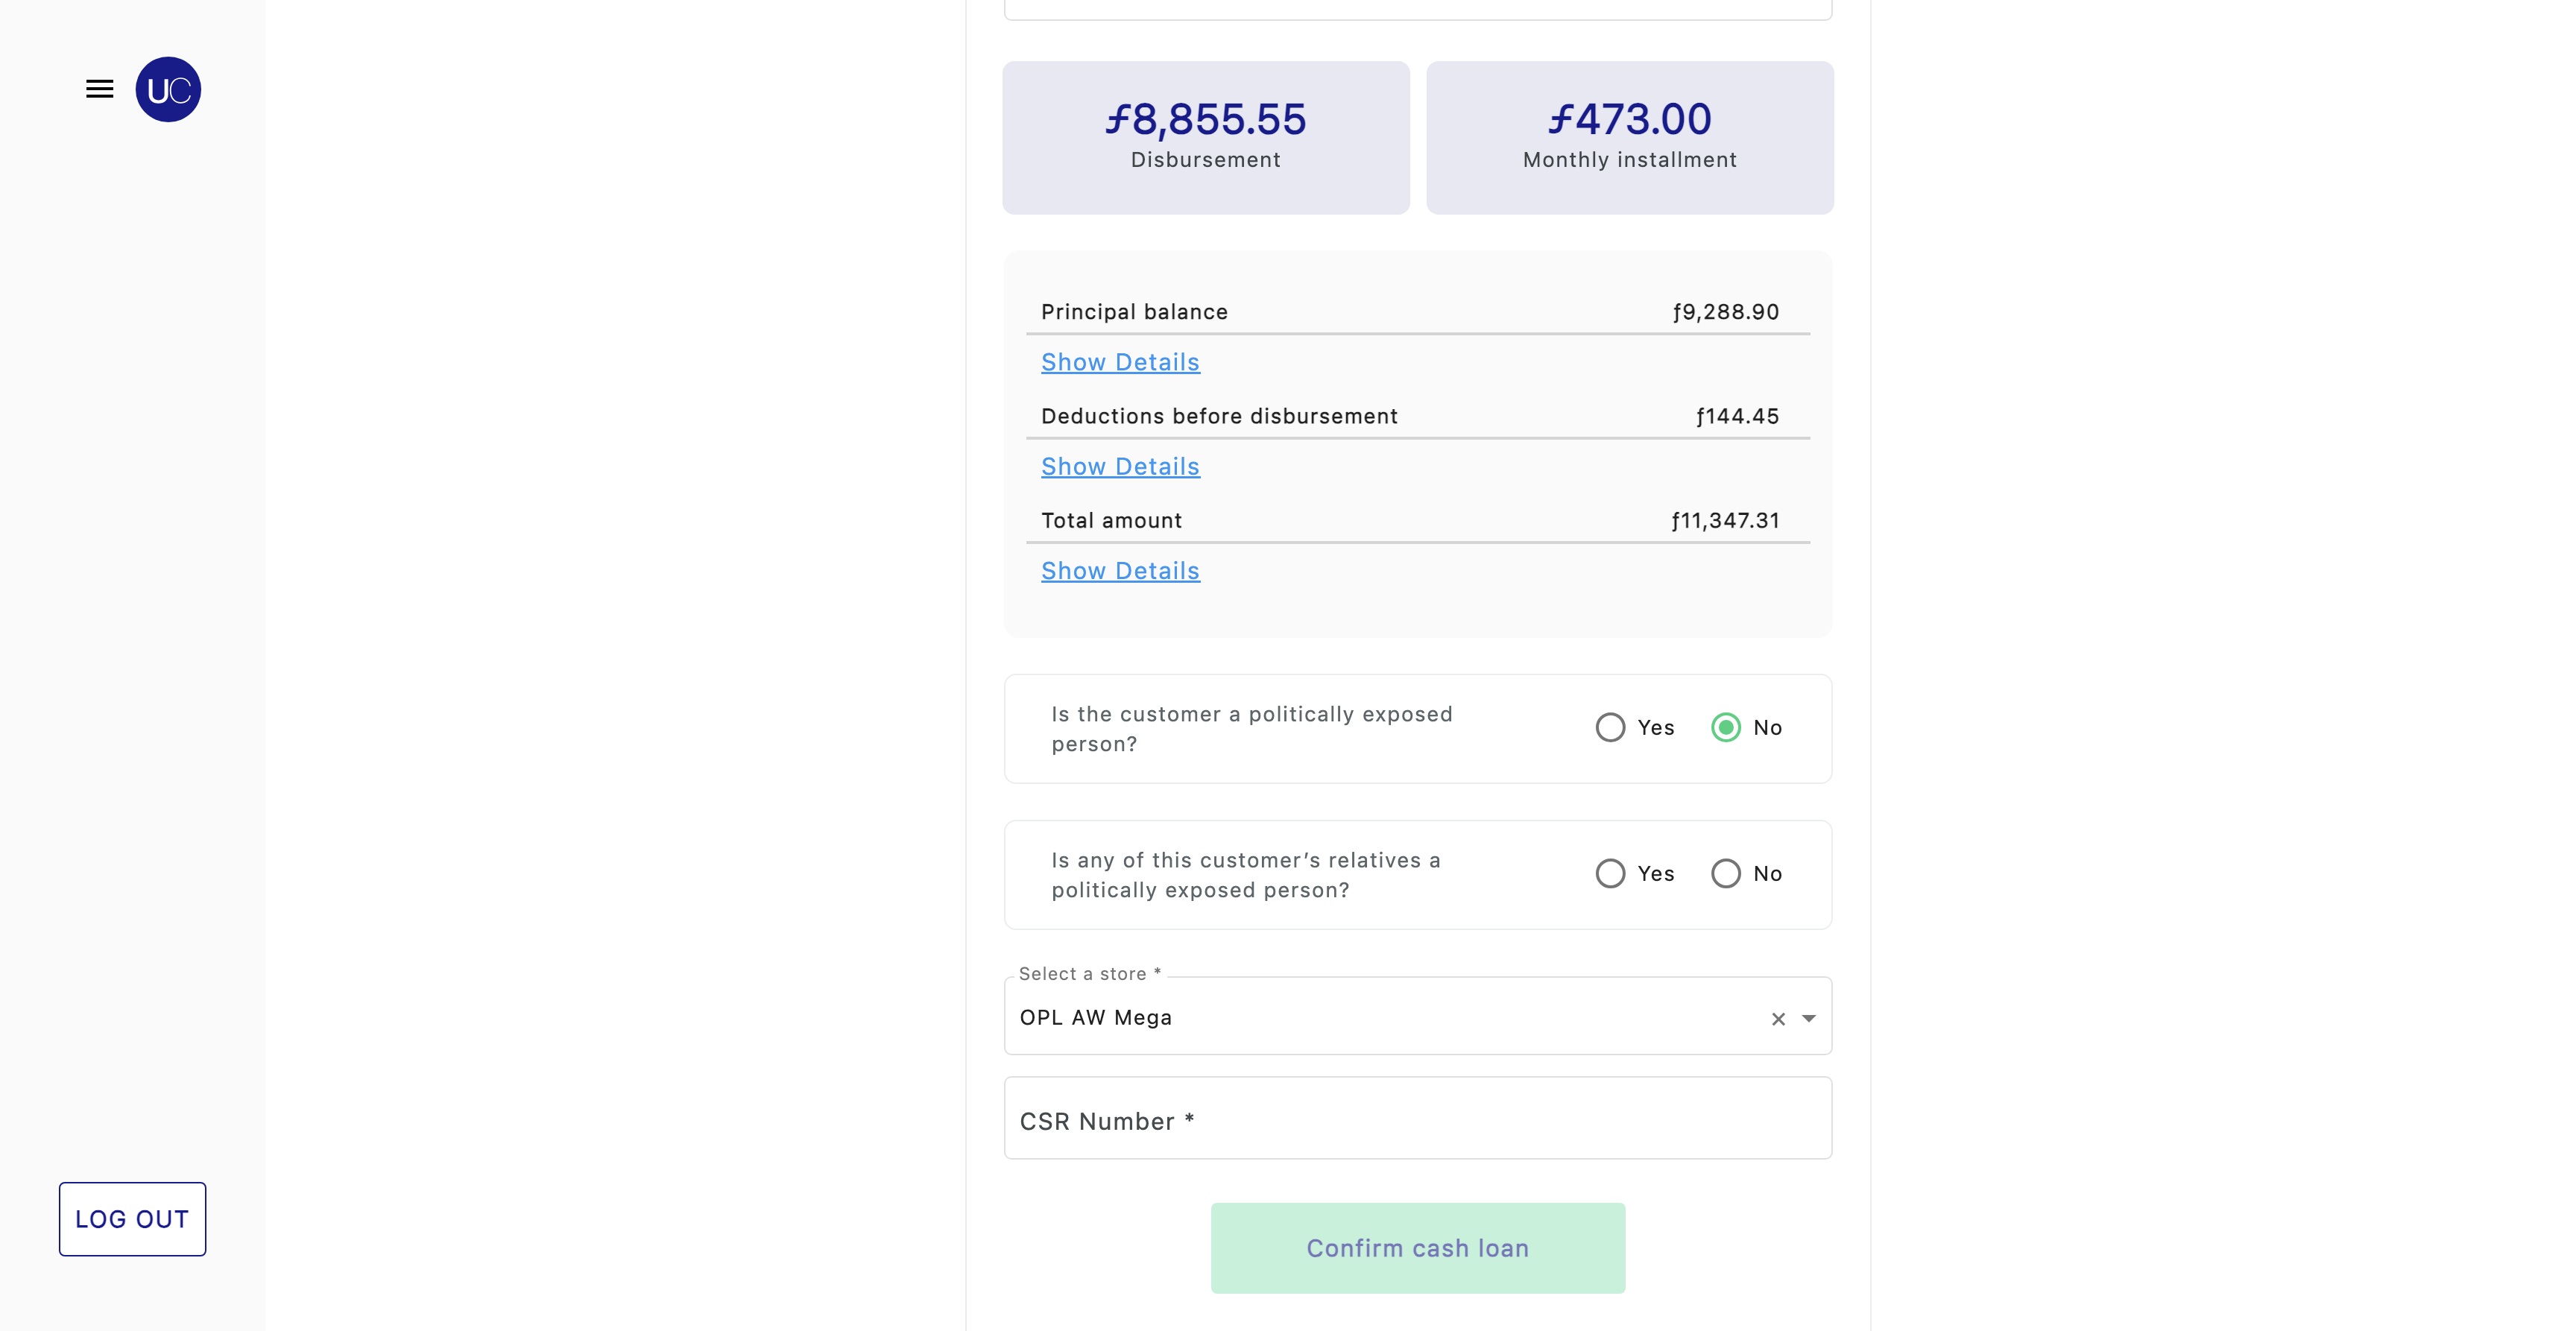 UC
ƒ8,855.55
Disbursement
ƒ473.00
Monthly installment
Principal balance ƒ9,288.90
Show Details
Deductions before disbursement ƒ144.45
Show Details
Total amount ƒ11,347.31
Show Details
Is the customer a politically exposed
person?
Yes No
Is any of this customer’s relatives a
politically exposed person?
Yes No
Select a store *
OPL AW Mega
CSR Number *
Confirm cash loan
LOG OUT